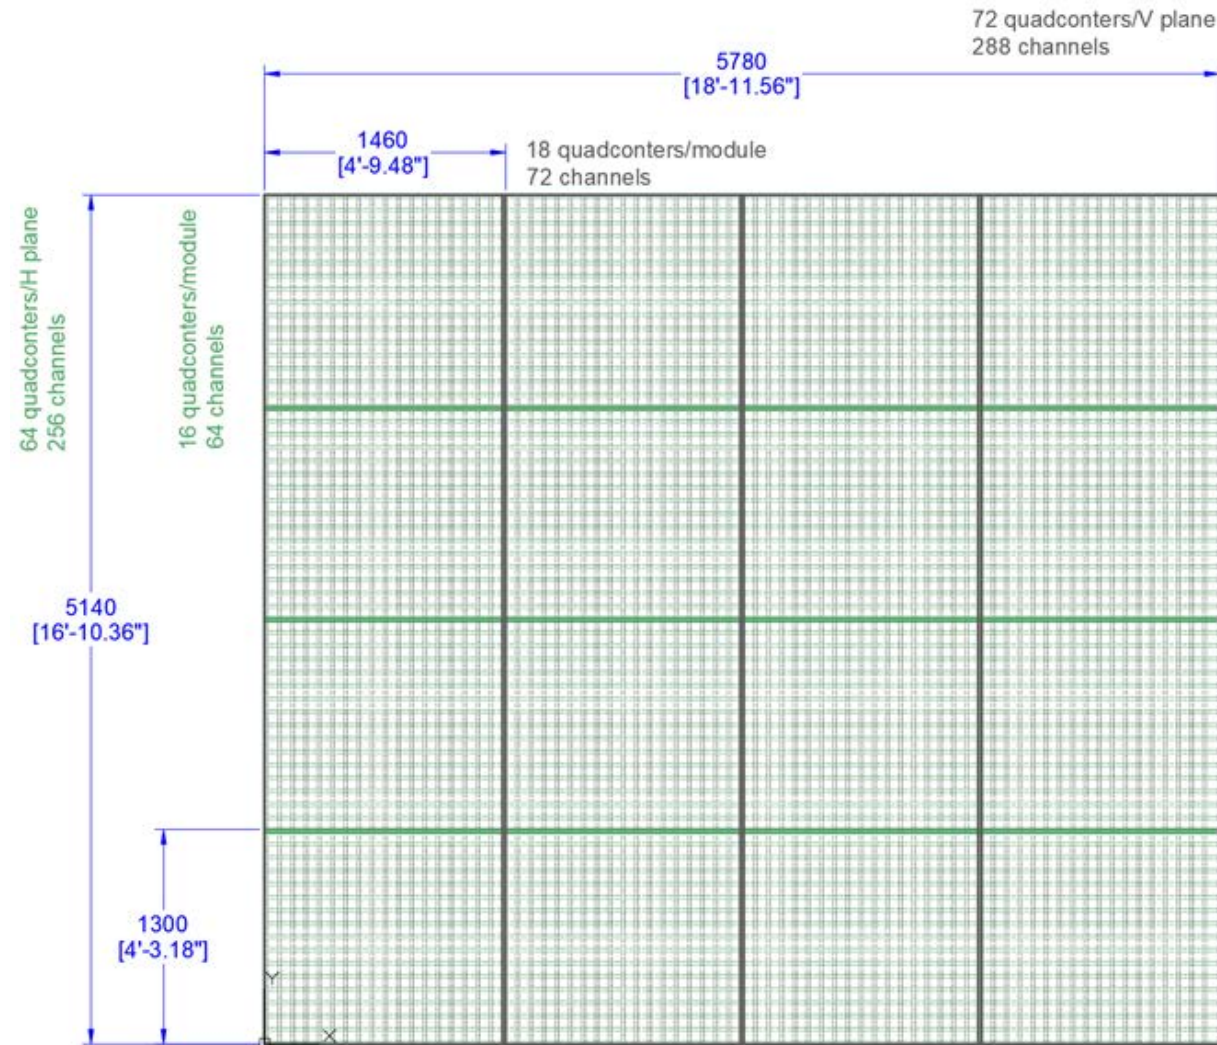 72 quadconters/V plane
288 channels
5780
[18'-11.56"]
1460
[4'-9.48"]
18 quadconters/module
72 channels
64 quadconters/H plane
256 channels
16 quadconters/module
64 channels
5140
[16'-10.36"]
1300
[4'-3.18"]
Y
X